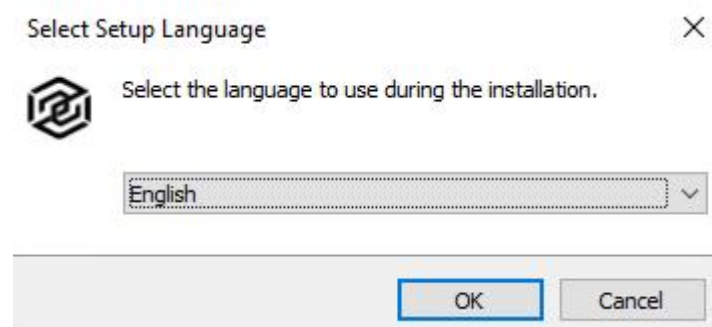 Select Setup Language
Select the language to use during the installation.
English
OK
Cancel